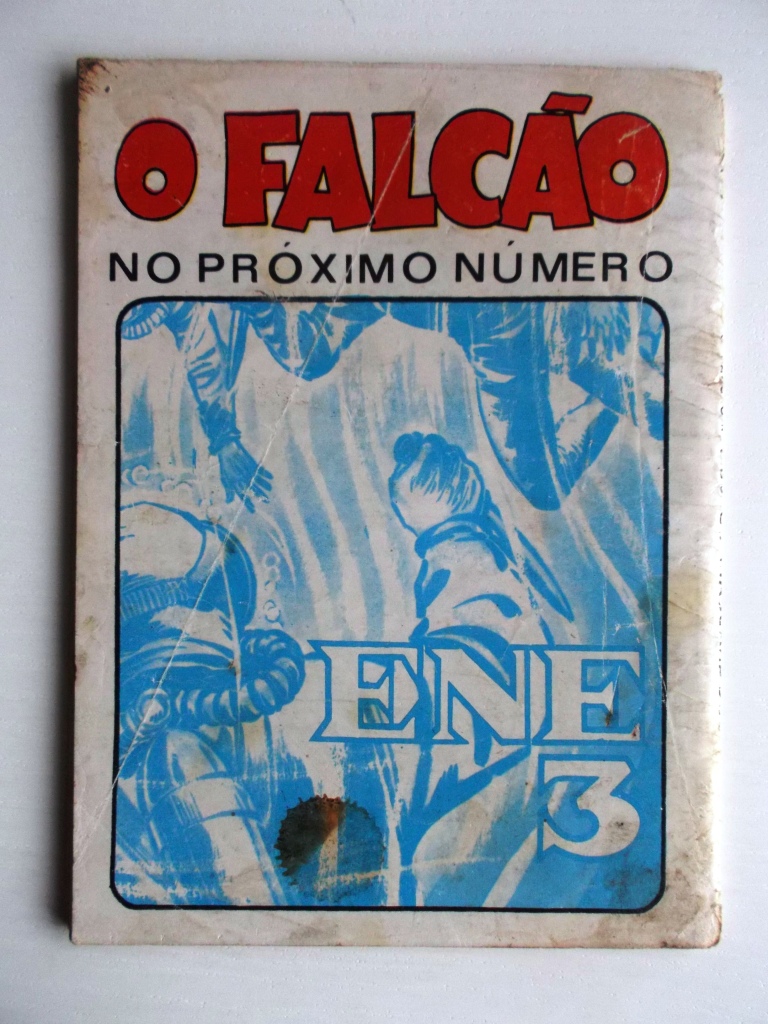 O FALCÃO
NO PRÓXIMO NÚMERO
ENE
3